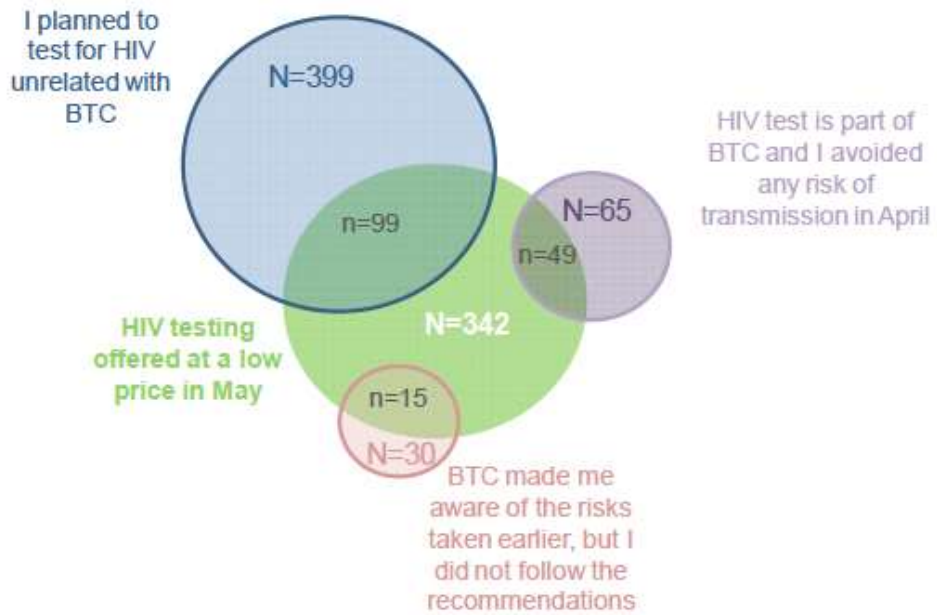 I planned to
test for HIV
unrelated with
BTC
N=399
HIV test is part of
BTC and I avoided
any risk of
transmission in April
N=65
n=99
n=49
HIV testing
offered at a low
price in May
N=342
n=15
N=30
BTC made me
aware of the risks
taken earlier, but I
did not follow the
recommendations